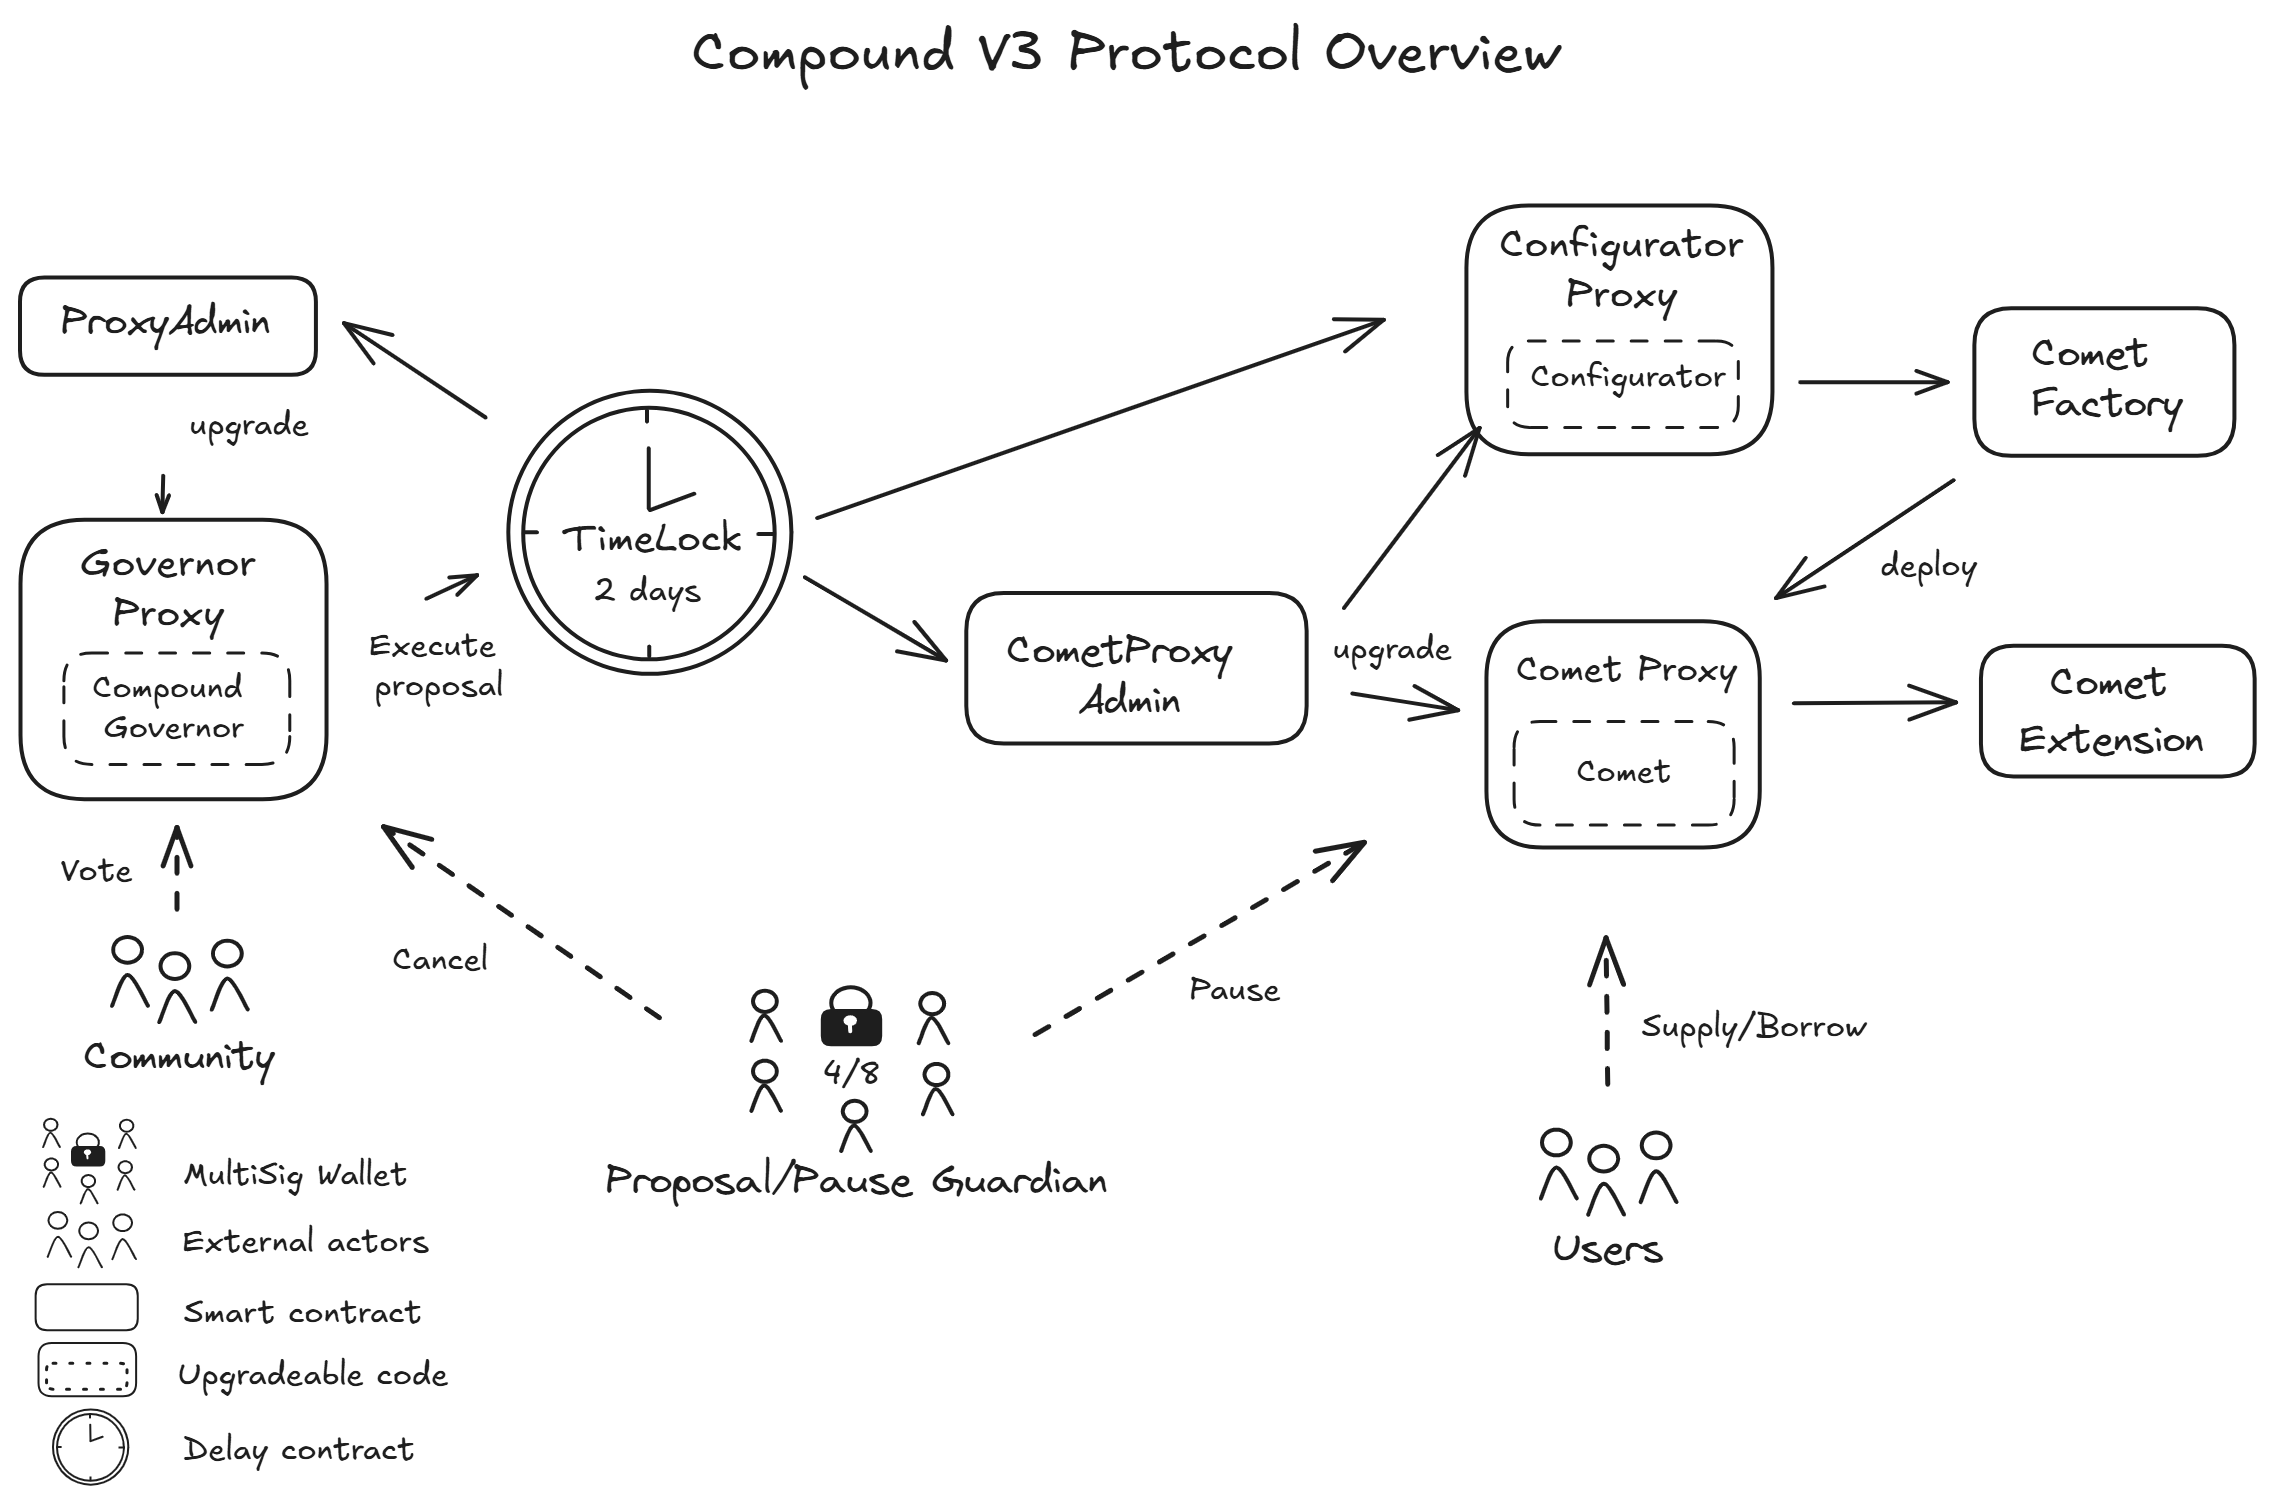 Compound V3 Protocol Overview
ProxyAdmin
upgrade
Governor
Proxy
Compound
Governor
Execute
proposal
TimeLock
2 days
Configurator
Proxy
Configurator
Comet
Factory
deploy
CometProxy
Admin
upgrade
Comet Proxy
Comet
Comet
Extension
Vote
Community
Cancel
4/8
Proposal/Pause Guardian
Pause
Supply/Borrow
Users
MultiSig Wallet
External actors
Smart contract
Upgradeable code
Delay contract